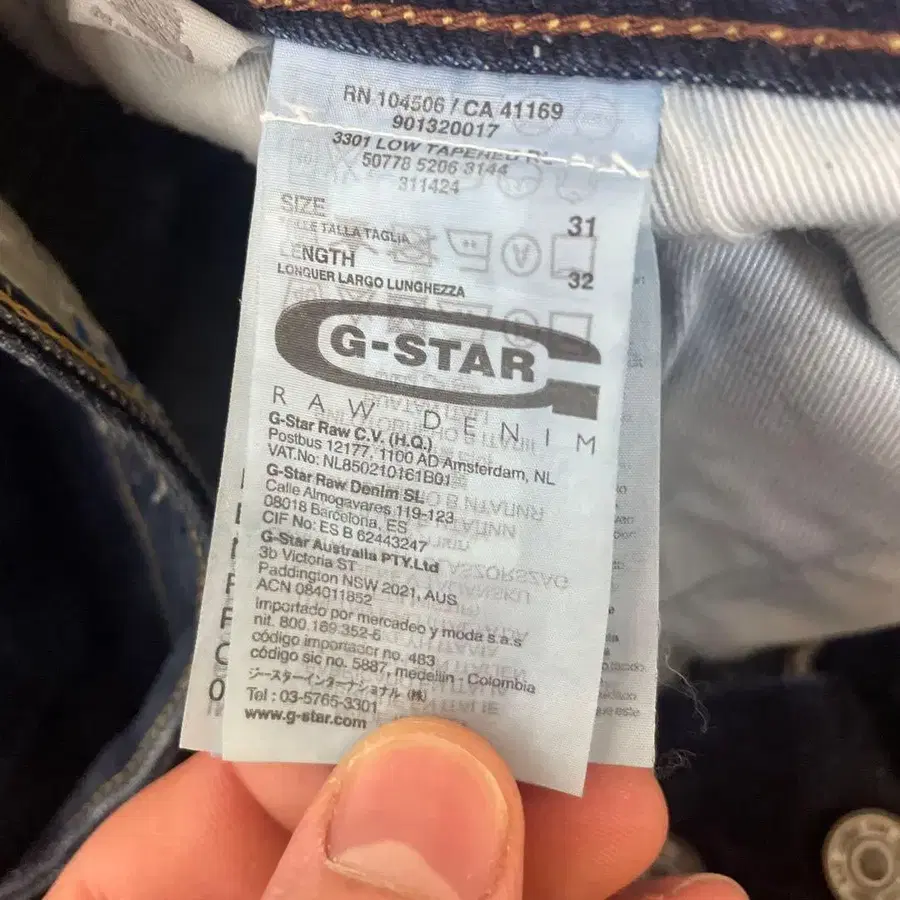 RN 104506 / CA 41169
901320017
3301 LOW TAPERED RL
50778 5206 3144
311424
SIZE 31
TALLA TAGLIA
LENGTH 32
LONQUER LARGO LUNGHEZZA
G-STAR
RAW DENIM
G-Star Raw C.V. (H.Q.)
Postbus 12177, 1100 AD Amsterdam, NL
VAT.No: NL850210161B01
G-Star Raw Denim SL
Calle Almogavares 119-123
08018 Barcelona, ES
CIF No: ES B 62443247
G-Star Australia PTY.Ltd
3b Victoria ST
Paddington NSW 2021, AUS
ACN 084011852
Importado por mercadeo y moda s.a.s
nit. 800.169.352-6
código importador no. 483
código sic no. 5887, medellin - Colombia
ジースターインターナショナル (株)
Tel : 03-5765-3301
www.g-star.com